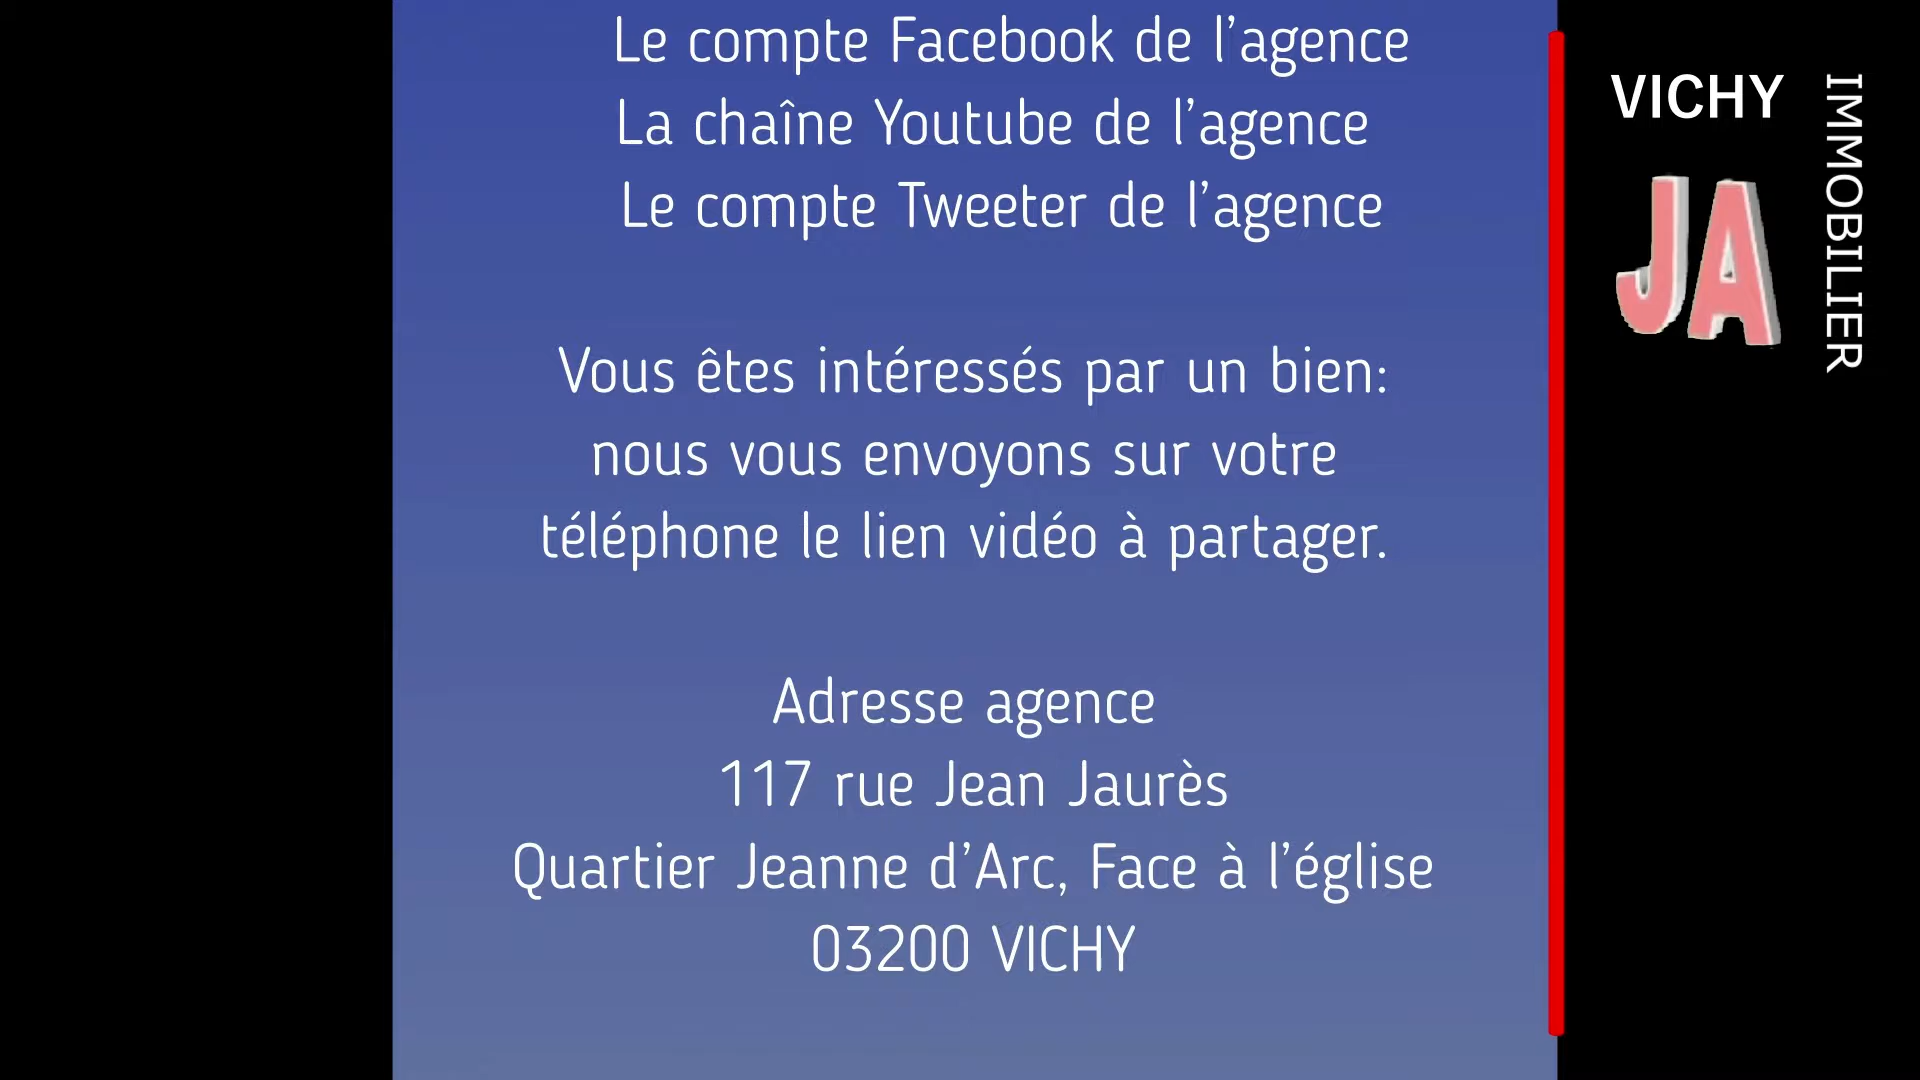 Le compte Facebook de l’agence
La chaîne Youtube de l’agence
Le compte Tweeter de l’agence
Vous êtes intéressés par un bien:
nous vous envoyons sur votre
téléphone le lien vidéo à partager.
Adresse agence
117 rue Jean Jaurès
Quartier Jeanne d’Arc, Face à l’église
03200 VICHY
VICHY
JA
IMMOBILIER